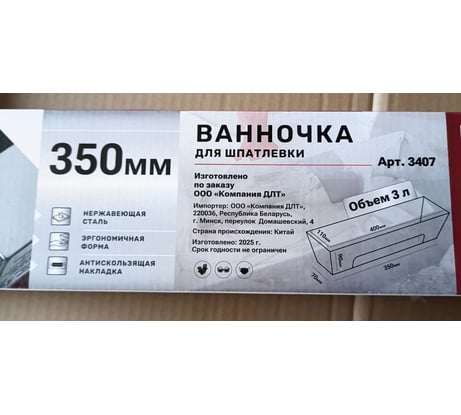 350мм
НЕРЖАВЕЮЩАЯ
СТАЛЬ
ЭРГОНОМИЧНАЯ
ФОРМА
АНТИСКОЛЬЗЯЩАЯ
НАКЛАДКА
ВАННОЧКА
ДЛЯ ШПАТЛЕВКИ
Арт. 3407
Изготовлено
по заказу
ООО «Компания ДЛТ»
Импортер: ООО «Компания ДЛТ»,
220036, Республика Беларусь,
г. Минск, переулок Домашевский, 4
Страна происхождения: Китай
Изготовлено: 2025 г.
Срок годности не ограничен
Объем 3 л
110мм
400мм
90мм
70мм
350мм